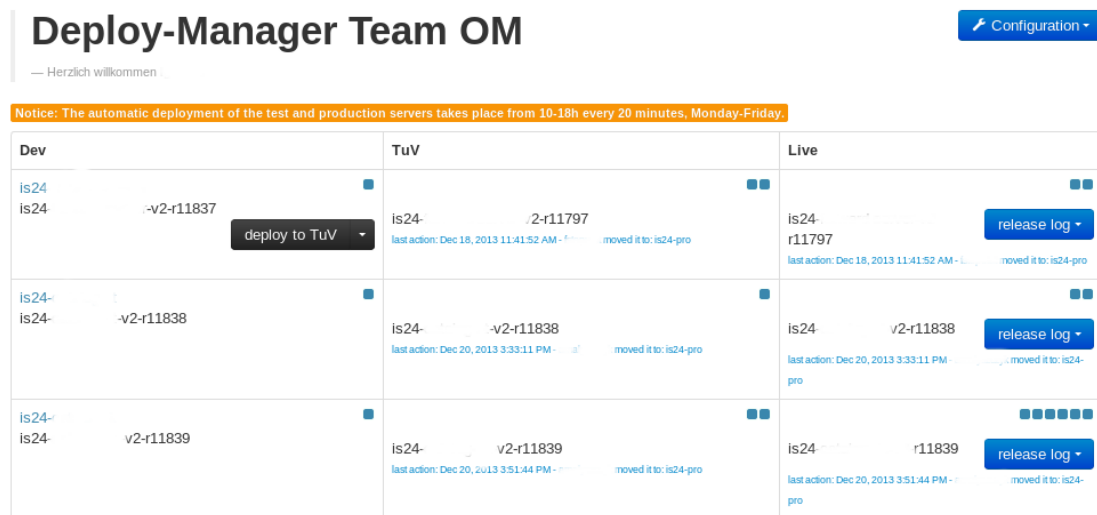 Deploy-Manager Team OM
Configuration
— Herzlich willkommen
Notice: The automatic deployment of the test and production servers takes place from 10-18h every 20 minutes, Monday-Friday.
Dev
TuV
Live
is24
is24- -v2-r11837
deploy to TuV
is24- v2-r11797
last action: Dec 18, 2013 11:41:52 AM - moved it to: is24-pro
is24-
r11797
release log
last action: Dec 18, 2013 11:41:52 AM - moved it to: is24-pro
is24-
is24- -v2-r11838
is24- -v2-r11838
last action: Dec 20, 2013 3:33:11 PM - moved it to: is24-pro
is24- v2-r11838
release log
last action: Dec 20, 2013 3:33:11 PM - moved it to: is24-
pro
is24-
is24- v2-r11839
is24- v2-r11839
last action: Dec 20, 2013 3:51:44 PM - moved it to: is24-pro
is24- r11839
release log
last action: Dec 20, 2013 3:51:44 PM - moved it to: is24-
pro